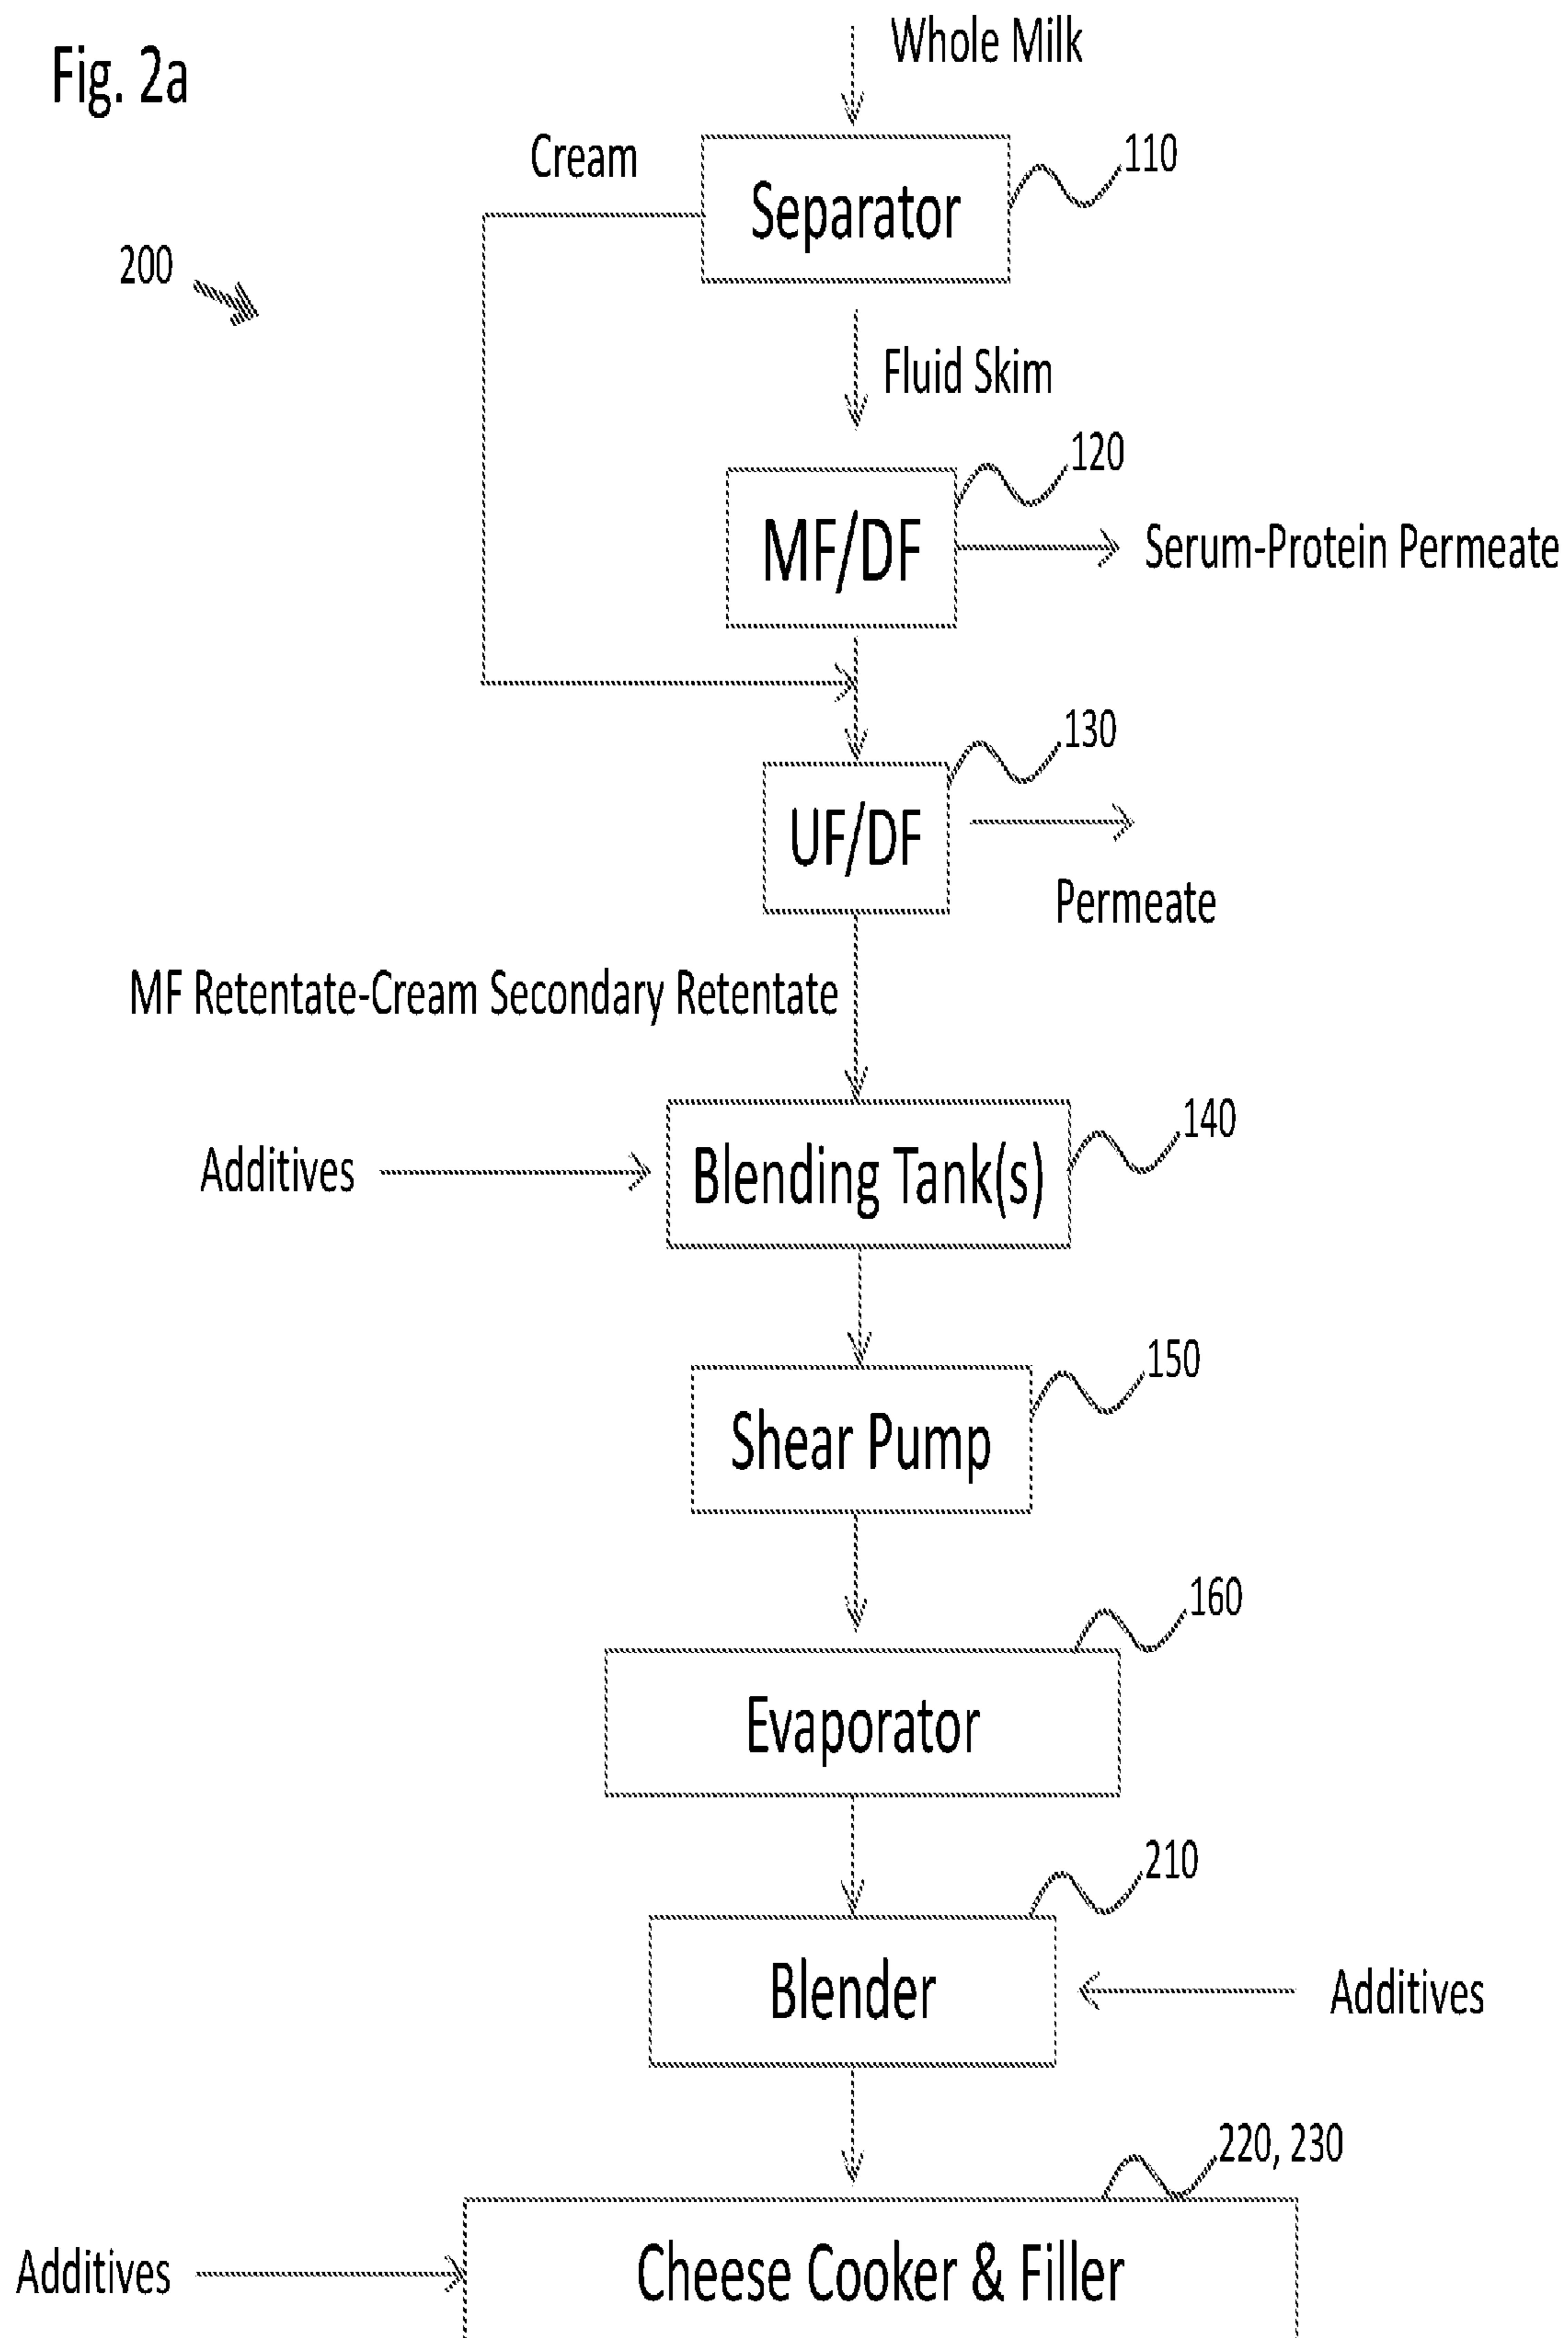 Fig. 2a
Whole Milk
Cream
110
Separator
200
Fluid Skim
120
MF/DF
Serum-Protein Permeate
130
UF/DF
Permeate
MF Retentate-Cream Secondary Retentate
140
Additives
Blending Tank(s)
150
Shear Pump
160
Evaporator
210
Blender
Additives
220, 230
Additives
Cheese Cooker & Filler